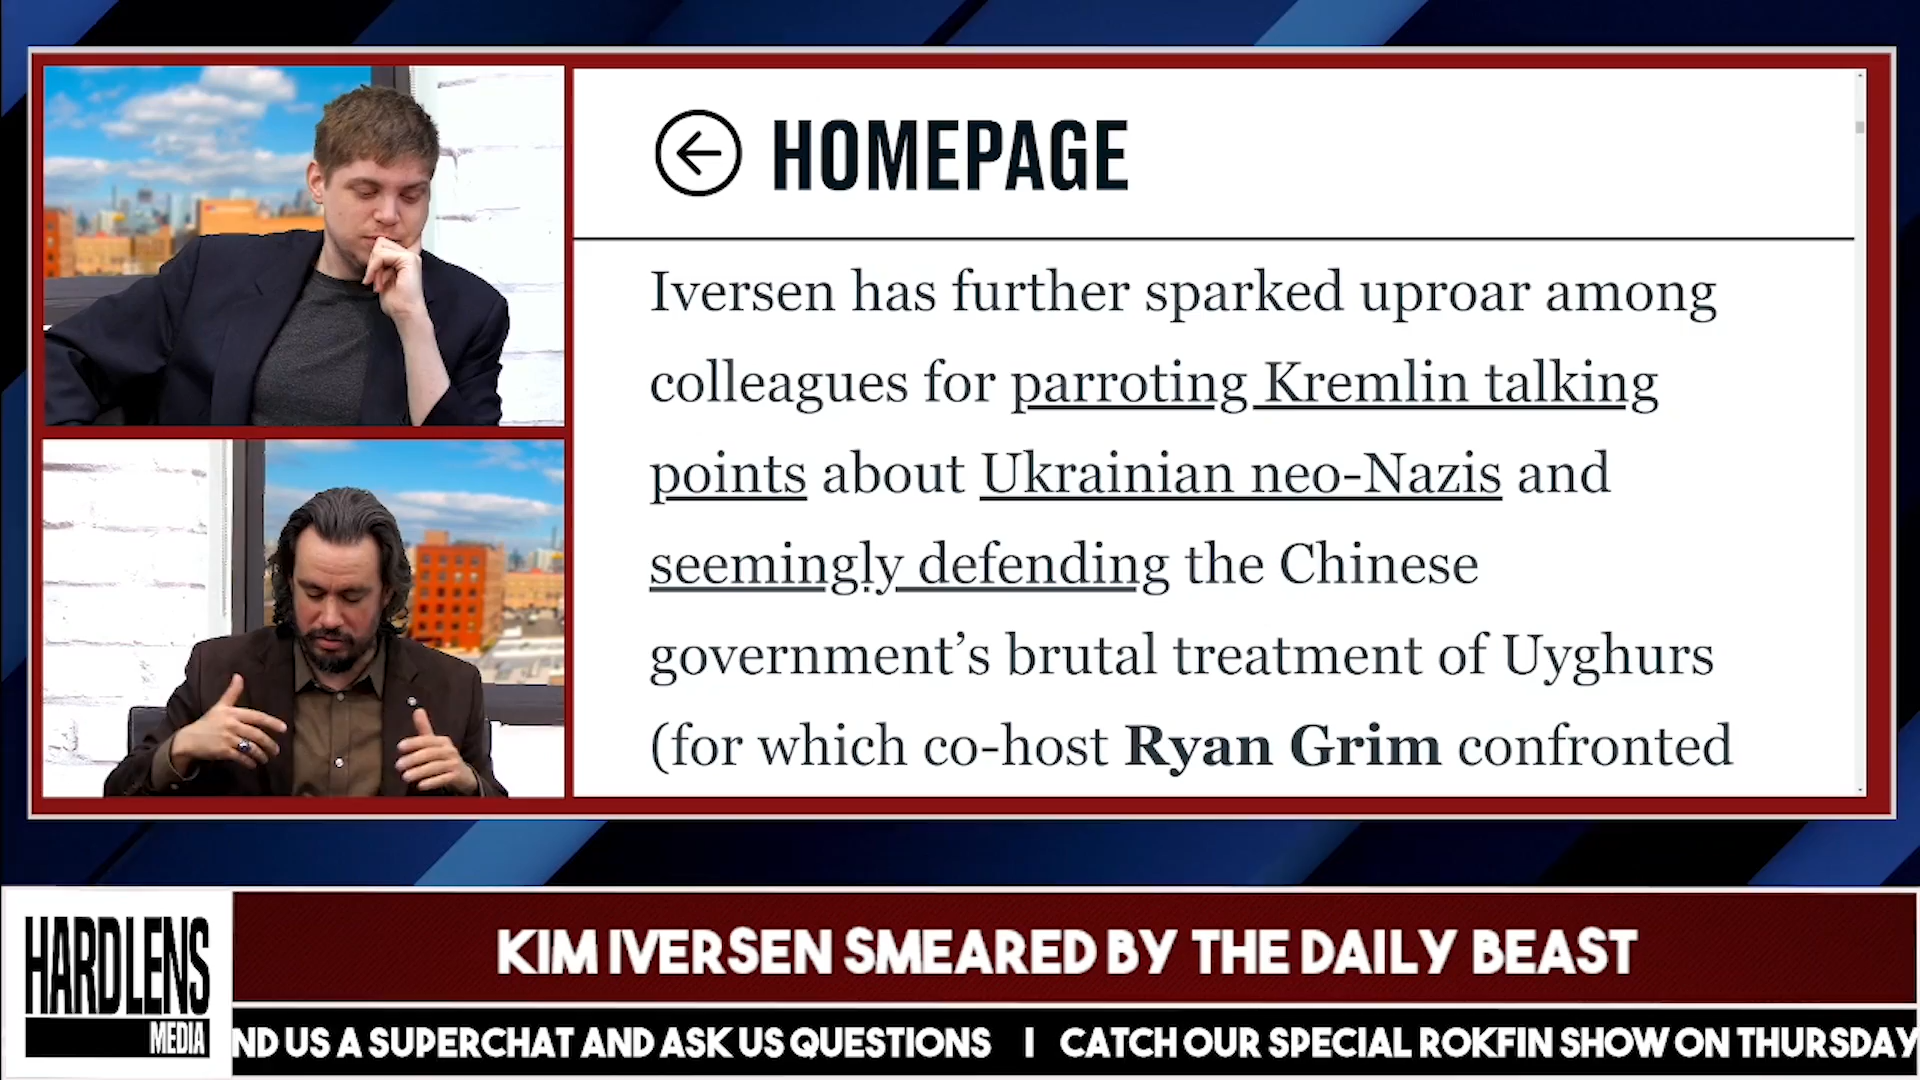 HOMEPAGE
Iversen has further sparked uproar among
colleagues for parroting Kremlin talking
points about Ukrainian neo-Nazis and
seemingly defending the Chinese
government’s brutal treatment of Uyghurs
(for which co-host Ryan Grim confronted
HARDLENS
MEDIA
KIM IVERSEN SMEARED BY THE DAILY BEAST
ND US A SUPERCHAT AND ASK US QUESTIONS | CATCH OUR SPECIAL ROKFIN SHOW ON THURSDAY